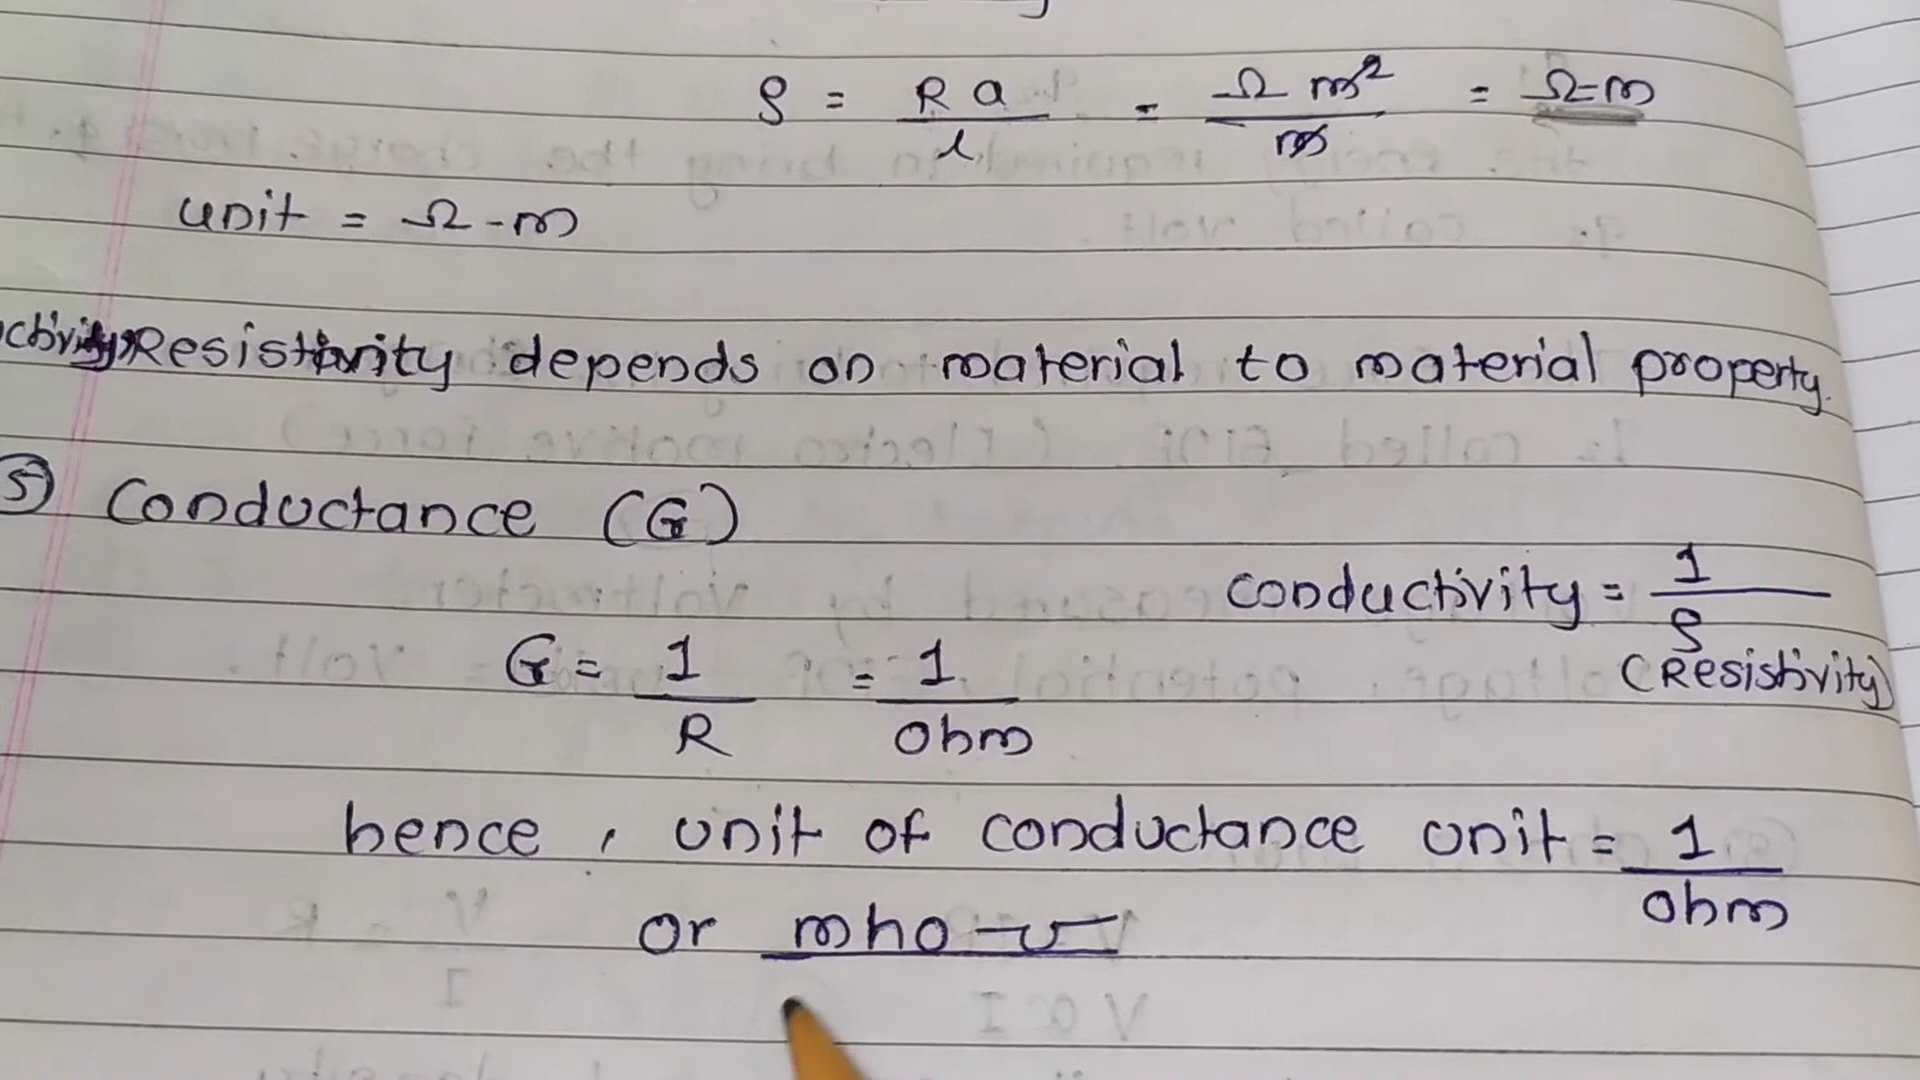 ρ = R a / l = Ω m² / m = Ω-m
unit = Ω-m
Resistivity depends on material to material property.
5) Conductance (G)
conductivity = 1 / ρ
(Resistivity)
G = 1 / R = 1 / ohm
hence, unit of conductance unit = 1 / ohm
or mho ℧